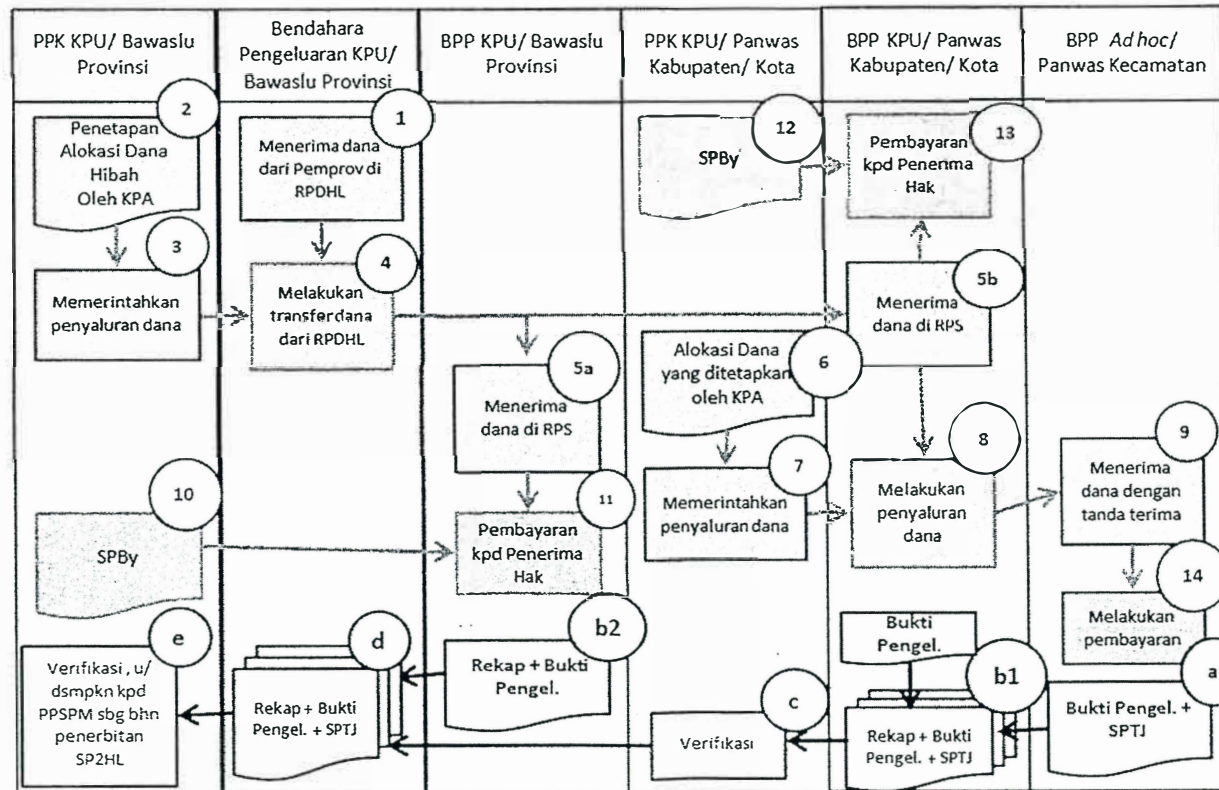 PPK KPU/ Bawaslu
Provinsi
Bendahara
Pengeluaran KPU/
Bawaslu Provinsi
BPP KPU/ Bawaslu
Provinsi
PPK KPU/ Panwas
Kabupaten/ Kota
BPP KPU/ Panwas
Kabupaten/ Kota
BPP Ad hoc/
Panwas Kecamatan
2
Penetapan
Alokasi Dana
Hibah
Oleh KPA
1
Menerima dana
dari Pemprov di
RPDHL
12
SPBy
13
Pembayaran
kpd Penerima
Hak
3
Memerintahkan
penyaluran dana
4
Melakukan
transfer dana
dari RPDHL
5b
Menerima
dana di RPS
5a
Menerima
dana di RPS
6
Alokasi Dana
yang ditetapkan
oleh KPA
7
Memerintahkan
penyaluran dana
8
Melakukan
penyaluran
dana
9
Menerima
dana dengan
tanda terima
10
SPBy
11
Pembayaran
kpd Penerima
Hak
14
Melakukan
pembayaran
e
Verifikasi , u/
dsmpkn kpd
PPSPM sbg bhn
penerbitan
SP2HL
d
Rekap + Bukti
Pengel. + SPTJ
b2
Rekap + Bukti
Pengel.
c
Verifikasi
Bukti
Pengel.
b1
Rekap + Bukti
Pengel. + SPTJ
a
Bukti Pengel. +
SPTJ